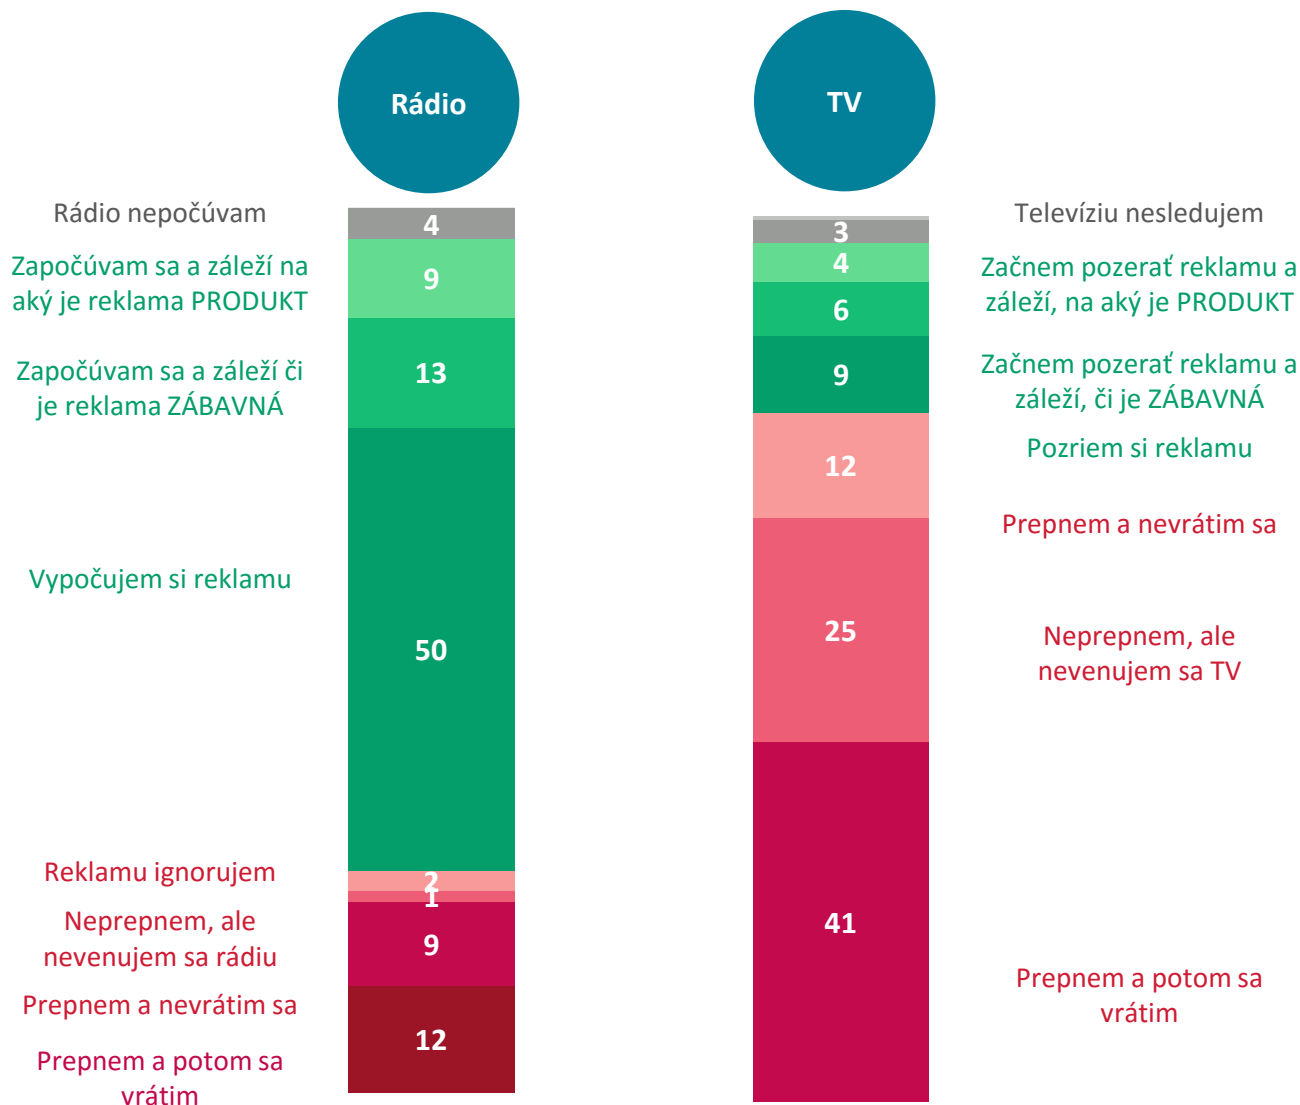 Rádio
TV
Rádio nepočúvam
Započúvam sa a záleží na
aký je reklama PRODUKT
Započúvam sa a záleží či
je reklama ZÁBAVNÁ
Vypočujem si reklamu
Reklamu ignorujem
Neprepnem, ale
nevenujem sa rádiu
Prepnem a nevrátim sa
Prepnem a potom sa
vrátim
4
9
13
50
2
1
9
12
3
4
6
9
12
25
41
Televíziu nesledujem
Začnem pozerať reklamu a
záleží, na aký je PRODUKT
Začnem pozerať reklamu a
záleží, či je ZÁBAVNÁ
Pozriem si reklamu
Prepnem a nevrátim sa
Neprepnem, ale
nevenujem sa TV
Prepnem a potom sa
vrátim